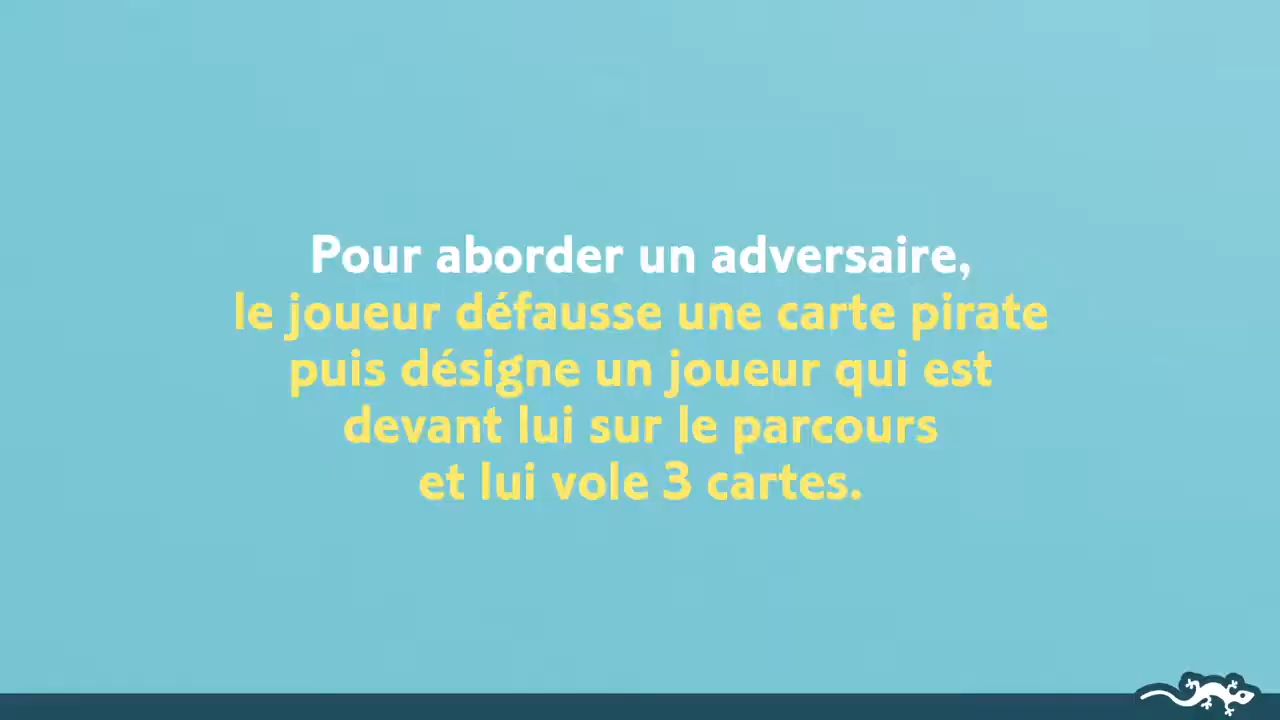 Pour aborder un adversaire,
le joueur défausse une carte pirate
puis désigne un joueur qui est
devant lui sur le parcours
et lui vole 3 cartes.